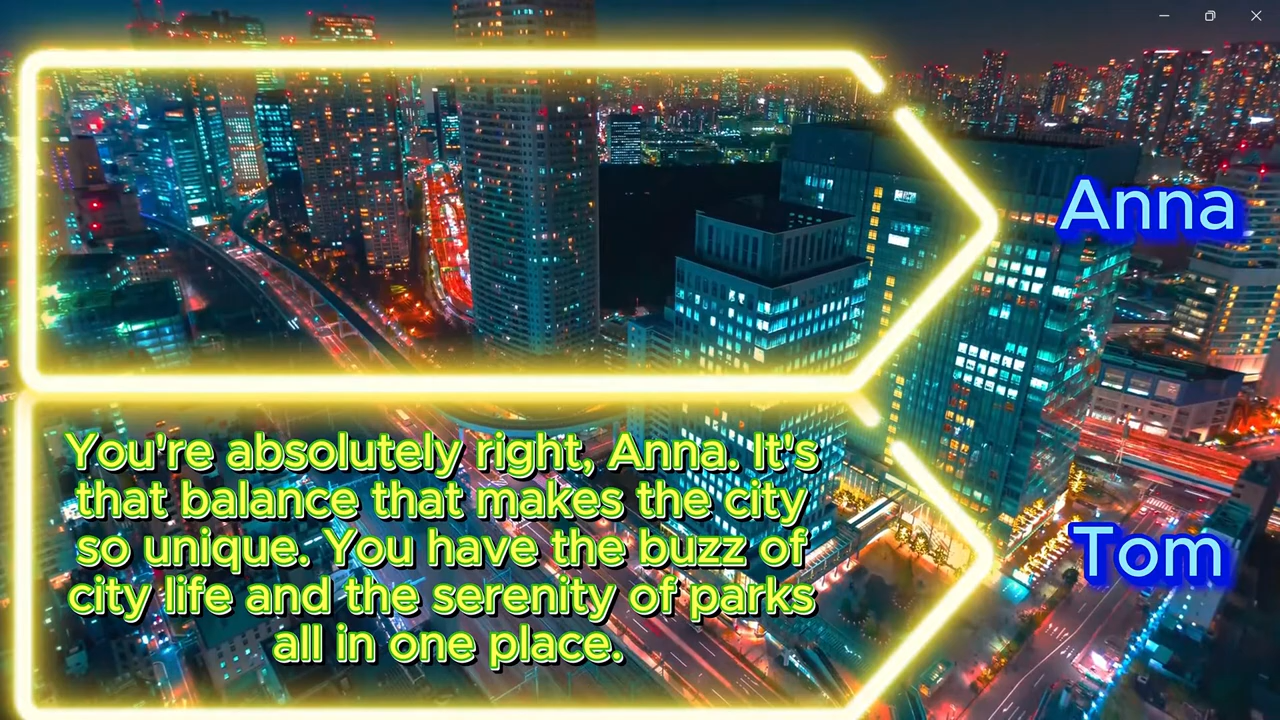 Anna
You're absolutely right, Anna. It's
that balance that makes the city
so unique. You have the buzz of
city life and the serenity of parks
all in one place.
Tom